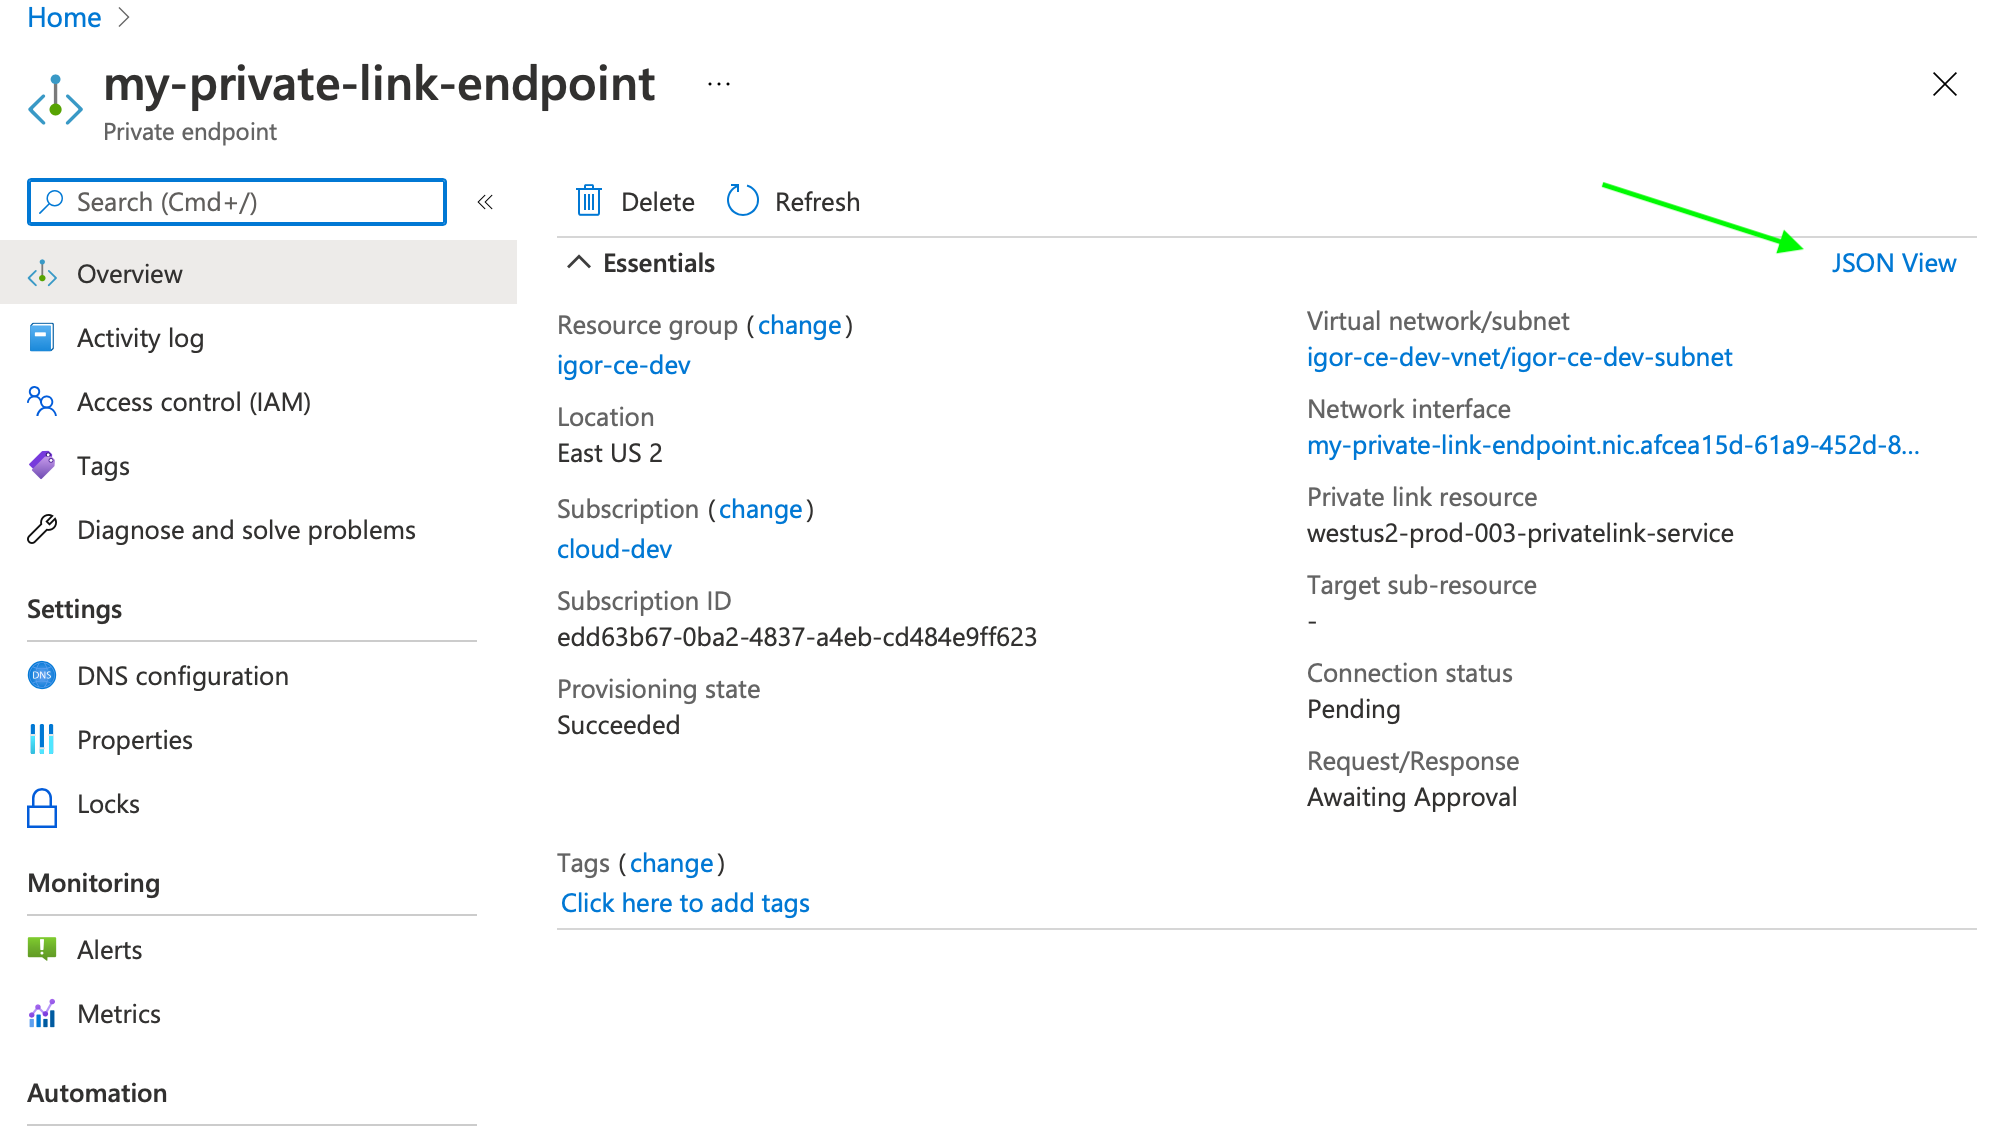 Home
my-private-link-endpoint ...
Private endpoint
Search (Cmd+/)
«
Delete
Refresh
Overview
Activity log
Access control (IAM)
Tags
Diagnose and solve problems
Settings
DNS configuration
DNS
Properties
Locks
Monitoring
Alerts
Metrics
Automation
Essentials
JSON View
Resource group (change)
igor-ce-dev
Location
East US 2
Subscription (change)
cloud-dev
Subscription ID
edd63b67-0ba2-4837-a4eb-cd484e9ff623
Provisioning state
Succeeded
Virtual network/subnet
igor-ce-dev-vnet/igor-ce-dev-subnet
Network interface
my-private-link-endpoint.nic.afcea15d-61a9-452d-8...
Private link resource
westus2-prod-003-privatelink-service
Target sub-resource
-
Connection status
Pending
Request/Response
Awaiting Approval
Tags (change)
Click here to add tags